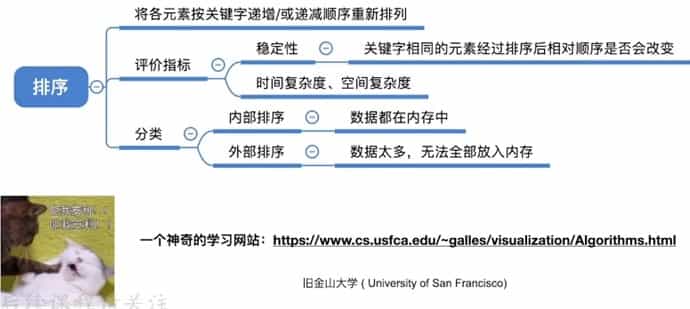 将各元素按关键字递增/或递减顺序重新排列
排序
评价指标
稳定性
关键字相同的元素经过排序后相对顺序是否会改变
时间复杂度、空间复杂度
分类
内部排序
数据都在内存中
外部排序
数据太多，无法全部放入内存
一个神奇的学习网站：https://www.cs.usfca.edu/~galles/visualization/Algorithms.html
旧金山大学 ( University of San Francisco)
关注